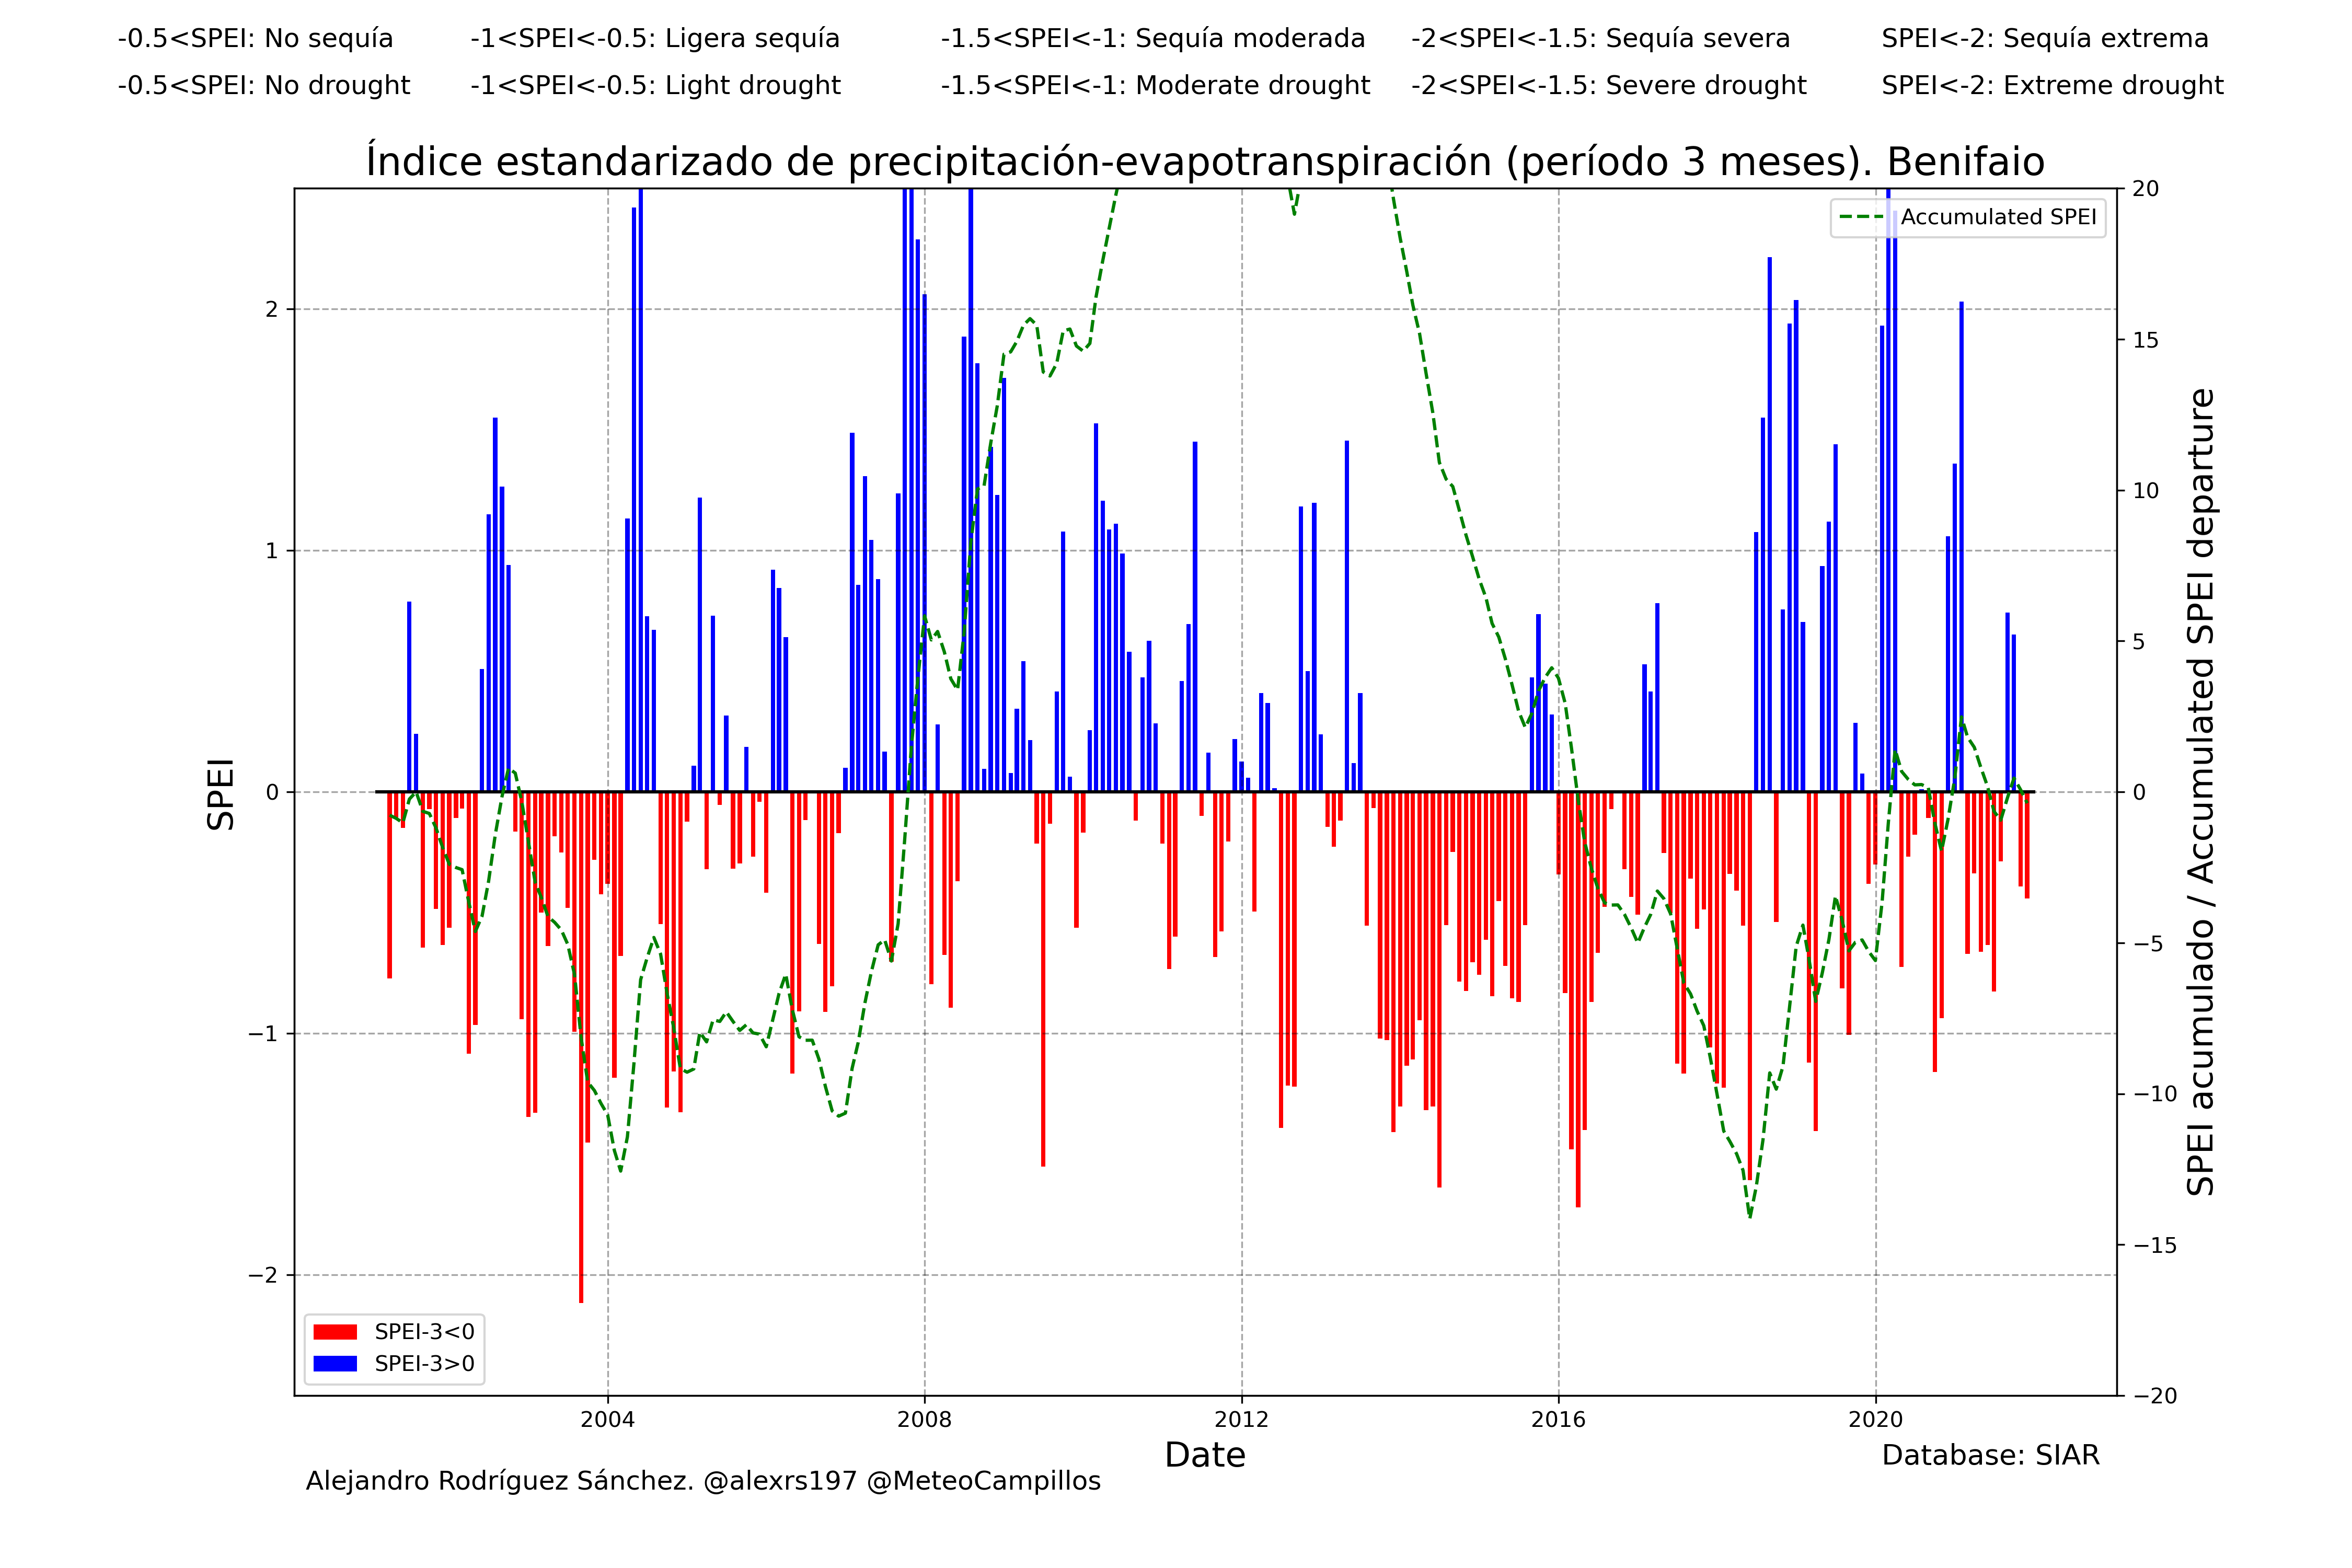 -0.5<SPEI: No sequía -1<SPEI<-0.5: Ligera sequía -1.5<SPEI<-1: Sequía moderada -2<SPEI<-1.5: Sequía severa SPEI<-2: Sequía extrema
-0.5<SPEI: No drought -1<SPEI<-0.5: Light drought -1.5<SPEI<-1: Moderate drought -2<SPEI<-1.5: Severe drought SPEI<-2: Extreme drought
Índice estandarizado de precipitación-evapotranspiración (período 3 meses). Benifaio
Accumulated SPEI
SPEI
2
1
0
−1
−2
20
15
10
5
0
−5
−10
−15
−20
SPEI acumulado / Accumulated SPEI departure
SPEI-3<0
SPEI-3>0
2004 2008 2012 2016 2020
Date
Database: SIAR
Alejandro Rodríguez Sánchez. @alexrs197 @MeteoCampillos